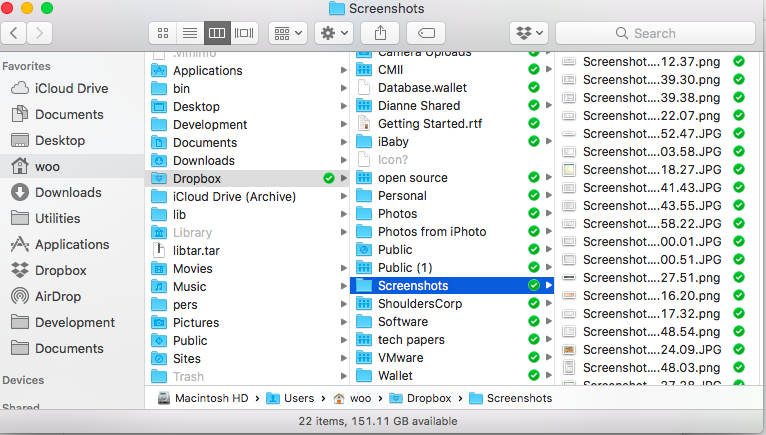 Screenshots
Search
Favorites
iCloud Drive
Documents
Desktop
woo
Downloads
Utilities
Applications
Dropbox
AirDrop
Development
Documents
Devices
Shared
.viminfo
Applications
bin
Desktop
Development
Documents
Downloads
Dropbox
iCloud Drive (Archive)
lib
Library
libtar.tar
Movies
Music
pers
Pictures
Public
Sites
Trash
Camera Uploads
CMII
Database.wallet
Dianne Shared
Getting Started.rtf
iBaby
Icon?
open source
Personal
Photos
Photos from iPhoto
Public
Public (1)
Screenshots
ShouldersCorp
Software
tech papers
VMware
Wallet
Screenshot....12.37.png
Screenshot....39.30.png
Screenshot....39.38.png
Screenshot....22.07.png
Screenshot....52.47.JPG
Screenshot....03.58.JPG
Screenshot....18.27.JPG
Screenshot....41.43.JPG
Screenshot....43.55.JPG
Screenshot....58.22.JPG
Screenshot....00.01.JPG
Screenshot....00.51.JPG
Screenshot....27.51.png
Screenshot....16.20.png
Screenshot....17.32.png
Screenshot....48.54.png
Screenshot....24.09.JPG
Screenshot....48.03.png
Screenshot....27.38.JPG
Macintosh HD › Users › woo › Dropbox › Screenshots
22 items, 151.11 GB available